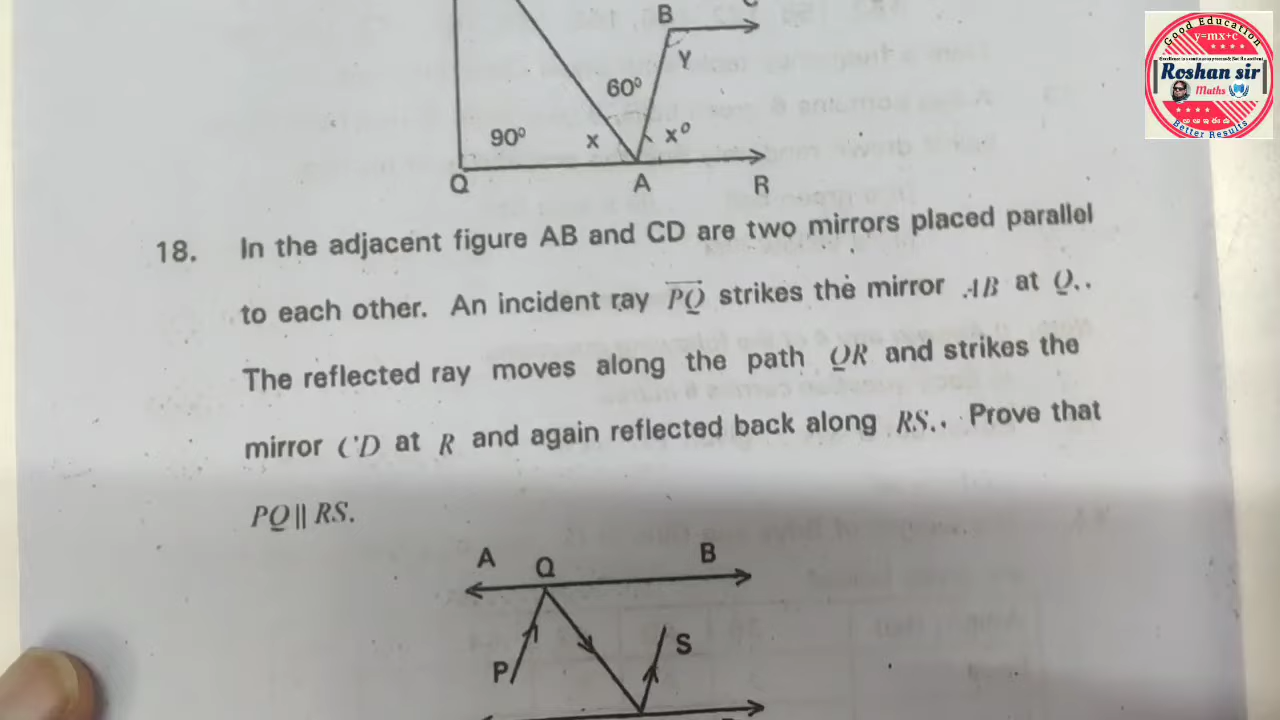 B
Y
60⁰
90⁰
x
x⁰
Q
A
R
18. In the adjacent figure AB and CD are two mirrors placed parallel
to each other. An incident ray PQ strikes the mirror AB at Q..
The reflected ray moves along the path QR and strikes the
mirror CD at R and again reflected back along RS.. Prove that
PQ || RS.
A
Q
B
P
S
Good Education
y=mx+c
Roshan sir
Maths
Better Results